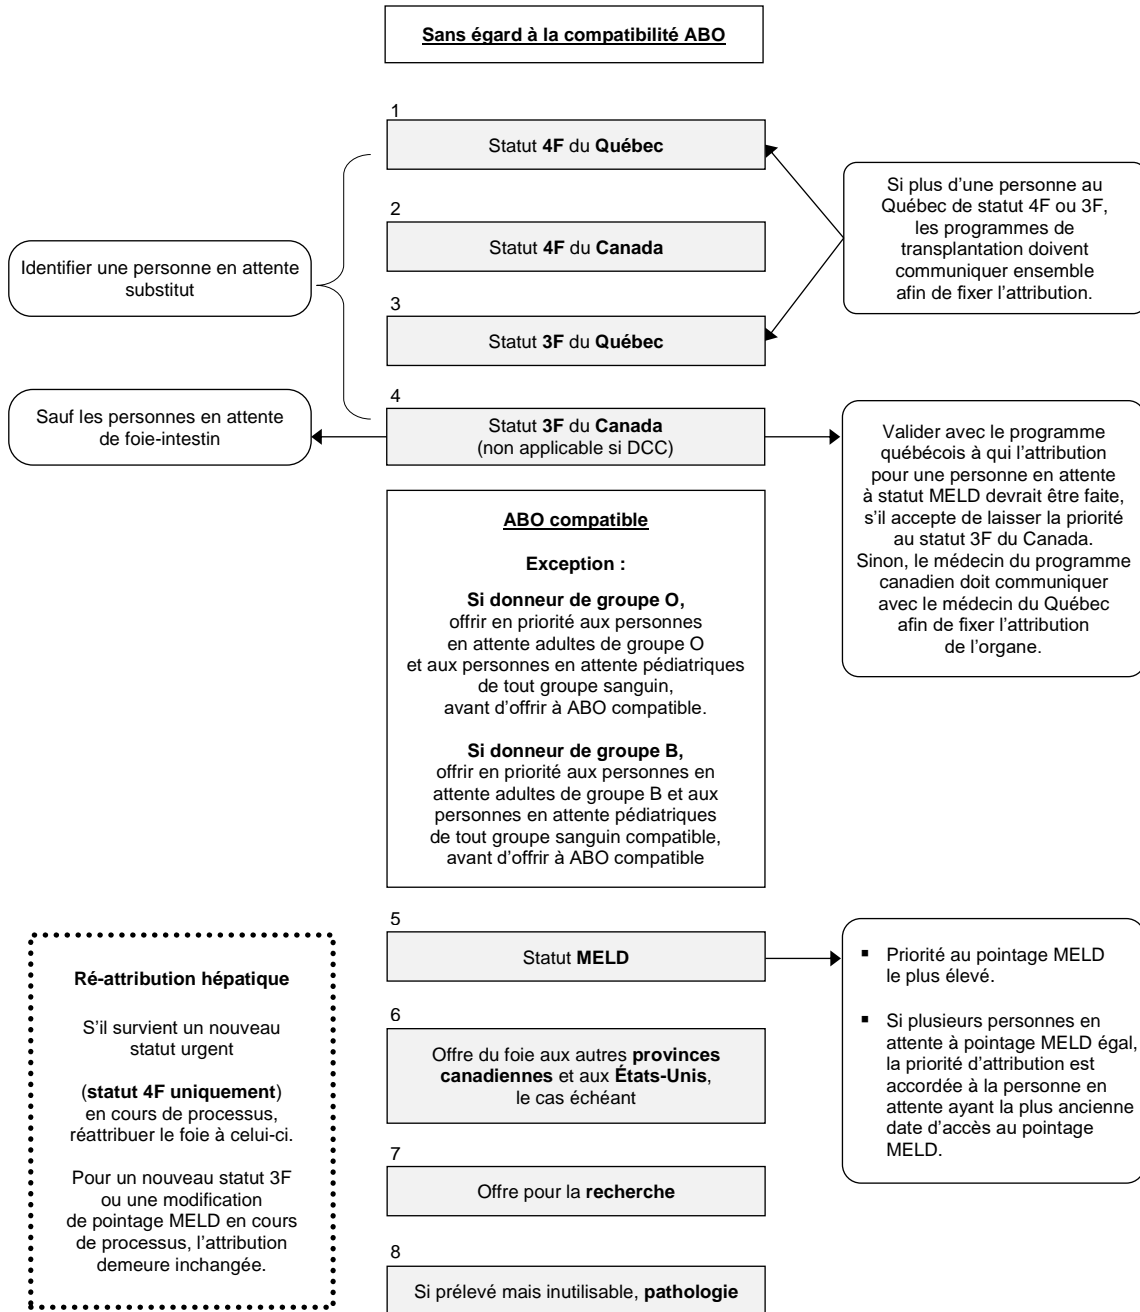 Sans égard à la compatibilité ABO
1
Statut 4F du Québec
2
Statut 4F du Canada
3
Statut 3F du Québec
4
Statut 3F du Canada
(non applicable si DCC)
Identifier une personne en attente
substitut
Sauf les personnes en attente
de foie-intestin
Si plus d’une personne au
Québec de statut 4F ou 3F,
les programmes de
transplantation doivent
communiquer ensemble
afin de fixer l’attribution.
Valider avec le programme
québécois à qui l’attribution
pour une personne en attente
à statut MELD devrait être faite,
s’il accepte de laisser la priorité
au statut 3F du Canada.
Sinon, le médecin du programme
canadien doit communiquer
avec le médecin du Québec
afin de fixer l’attribution
de l’organe.
ABO compatible
Exception :
Si donneur de groupe O,
offrir en priorité aux personnes
en attente adultes de groupe O
et aux personnes en attente pédiatriques
de tout groupe sanguin,
avant d’offrir à ABO compatible.
Si donneur de groupe B,
offrir en priorité aux personnes en
attente adultes de groupe B et aux
personnes en attente pédiatriques
de tout groupe sanguin compatible,
avant d’offrir à ABO compatible
5
Statut MELD
▪ Priorité au pointage MELD
le plus élevé.
▪ Si plusieurs personnes en
attente à pointage MELD égal,
la priorité d’attribution est
accordée à la personne en
attente ayant la plus ancienne
date d’accès au pointage
MELD.
6
Offre du foie aux autres provinces
canadiennes et aux États-Unis,
le cas échéant
7
Offre pour la recherche
8
Si prélevé mais inutilisable, pathologie
Ré-attribution hépatique
S’il survient un nouveau
statut urgent
(statut 4F uniquement)
en cours de processus,
réattribuer le foie à celui-ci.
Pour un nouveau statut 3F
ou une modification
de pointage MELD en cours
de processus, l’attribution
demeure inchangée.